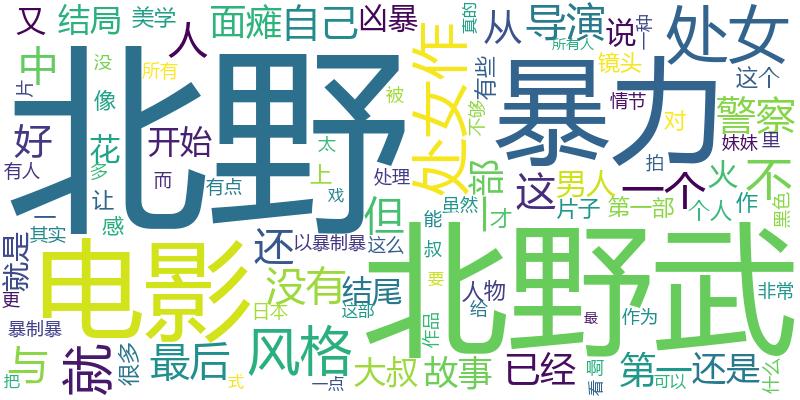 又
结局
美学
面瘫
自己
凶暴
处女作
从
导演
说
一种
真的
所有人
处女
人
中
片
没
所有
像
北野
被
有些
镜头
这个
暴力
情节
对
警察
不够
好
有人
花
多
开始
而
有点
太
上
戏
处理
部
拍
妹妹
里
这
男人
一个
火
不
让
感
一
其实
但
能
虽然
才
片子
第一部
个人
作
黑色
就是
更
电影
还
以暴制暴
这么
叔
北野武
没有
结尾
要
人物
给
非常
日本
这部
作品
最
作为
暴制暴
与
把
就
很多
最后
式
风格
一点
大叔
故事
已经
看
啊
第一
可以
还是
什么